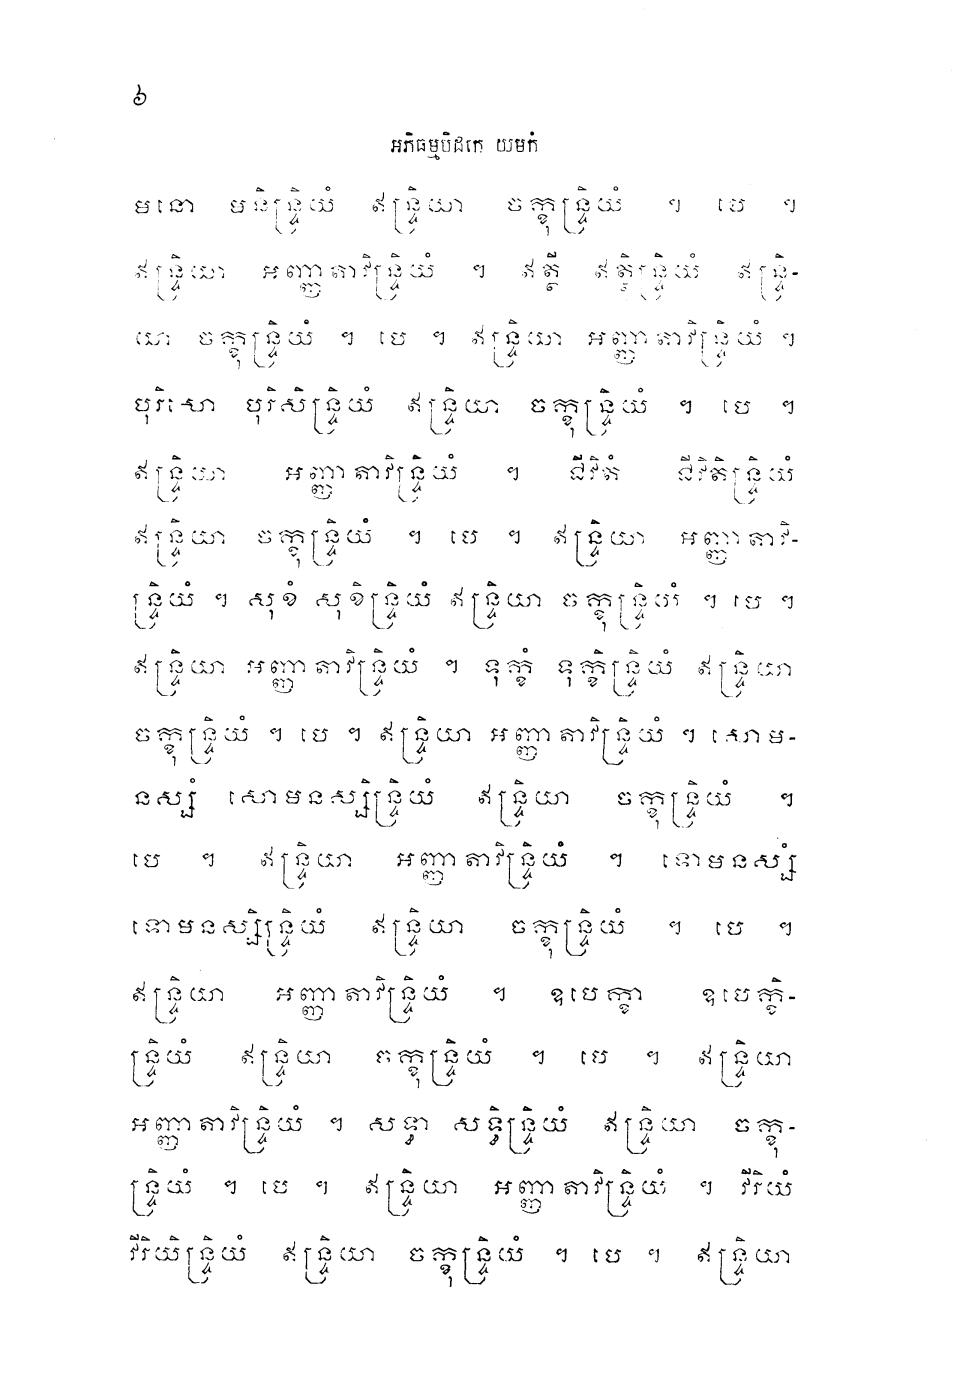 ៦
អភិធម្មបិដកេ យមកំ
មនោ មនិន្ទ្រិយំ ឥន្ទ្រិយា ចក្ខុន្ទ្រិយំ ។ បេ ។
ឥន្ទ្រិយា អញ្ញាតាវិន្ទ្រិយំ ។ ឥត្ថី ឥត្ថិន្ទ្រិយំ ឥន្ទ្រិ-
យា ចក្ខុន្ទ្រិយំ ។ បេ ។ ឥន្ទ្រិយា អញ្ញាតាវិន្ទ្រិយំ ។
បុរិសោ បុរិសិន្ទ្រិយំ ឥន្ទ្រិយា ចក្ខុន្ទ្រិយំ ។ បេ ។
ឥន្ទ្រិយា អញ្ញាតាវិន្ទ្រិយំ ។ ជីវិតំ ជីវិតិន្ទ្រិយំ
ឥន្ទ្រិយា ចក្ខុន្ទ្រិយំ ។ បេ ។ ឥន្ទ្រិយា អញ្ញាតាវិ-
ន្ទ្រិយំ ។ សុខំ សុខិន្ទ្រិយំ ឥន្ទ្រិយា ចក្ខុន្ទ្រិយំ ។ បេ ។
ឥន្ទ្រិយា អញ្ញាតាវិន្ទ្រិយំ ។ ទុក្ខំ ទុក្ខិន្ទ្រិយំ ឥន្ទ្រិយា
ចក្ខុន្ទ្រិយំ ។ បេ ។ ឥន្ទ្រិយា អញ្ញាតាវិន្ទ្រិយំ ។ សោម-
នស្សំ សោមនស្សិន្ទ្រិយំ ឥន្ទ្រិយា ចក្ខុន្ទ្រិយំ ។
បេ ។ ឥន្ទ្រិយា អញ្ញាតាវិន្ទ្រិយំ ។ ទោមនស្សំ
ទោមនស្សិន្ទ្រិយំ ឥន្ទ្រិយា ចក្ខុន្ទ្រិយំ ។ បេ ។
ឥន្ទ្រិយា អញ្ញាតាវិន្ទ្រិយំ ។ ឧបេក្ខា ឧបេក្ខិ-
ន្ទ្រិយំ ឥន្ទ្រិយា ចក្ខុន្ទ្រិយំ ។ បេ ។ ឥន្ទ្រិយា
អញ្ញាតាវិន្ទ្រិយំ ។ សទ្ធា សទ្ធិន្ទ្រិយំ ឥន្ទ្រិយា ចក្ខុ-
ន្ទ្រិយំ ។ បេ ។ ឥន្ទ្រិយា អញ្ញាតាវិន្ទ្រិយំ ។ វីរិយំ
វីរិយិន្ទ្រិយំ ឥន្ទ្រិយា ចក្ខុន្ទ្រិយំ ។ បេ ។ ឥន្ទ្រិយា